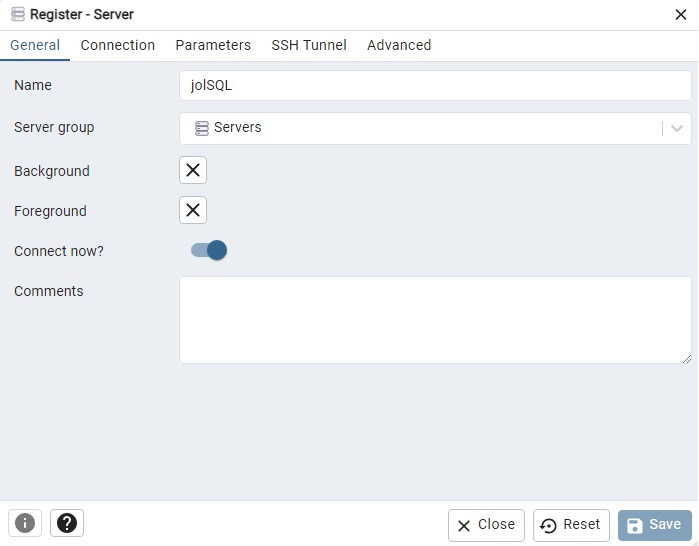 Register - Server
General Connection Parameters SSH Tunnel Advanced
Name jolSQL
Server group Servers
Background
Foreground
Connect now?
Comments
Close Reset Save